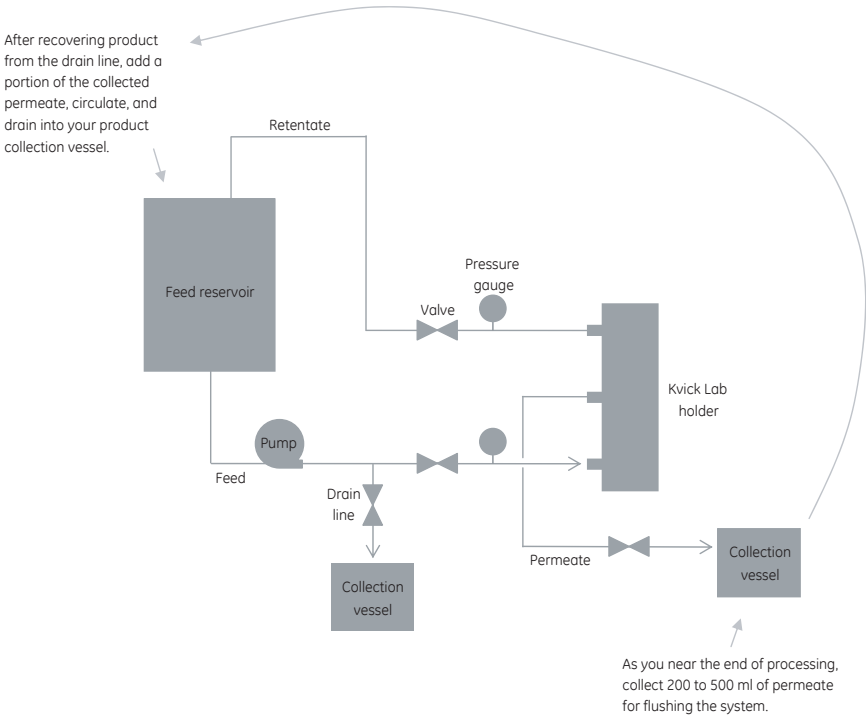 After recovering product
from the drain line, add a
portion of the collected
permeate, circulate, and
drain into your product
collection vessel.
Retentate
Feed reservoir
Pressure
gauge
Valve
Kvick Lab
holder
Pump
Feed
Drain
line
Permeate
Collection
vessel
Collection
vessel
As you near the end of processing,
collect 200 to 500 ml of permeate
for flushing the system.